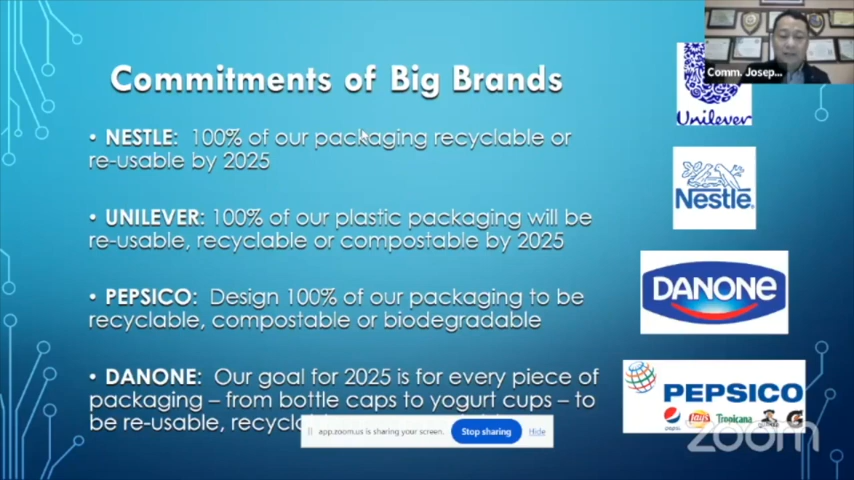 Commitments of Big Brands
• NESTLE: 100% of our packaging recyclable or
re-usable by 2025
• UNILEVER: 100% of our plastic packaging will be
re-usable, recyclable or compostable by 2025
• PEPSICO: Design 100% of our packaging to be
recyclable, compostable or biodegradable
• DANONE: Our goal for 2025 is for every piece of
packaging – from bottle caps to yogurt cups – to
be re-usable,
Comm. Josep...
Unilever
Nestle
DANONE
PEPSICO
pepsi Lay's Tropicana G
app.zoom.us is sharing your screen. Stop sharing Hide
zoom